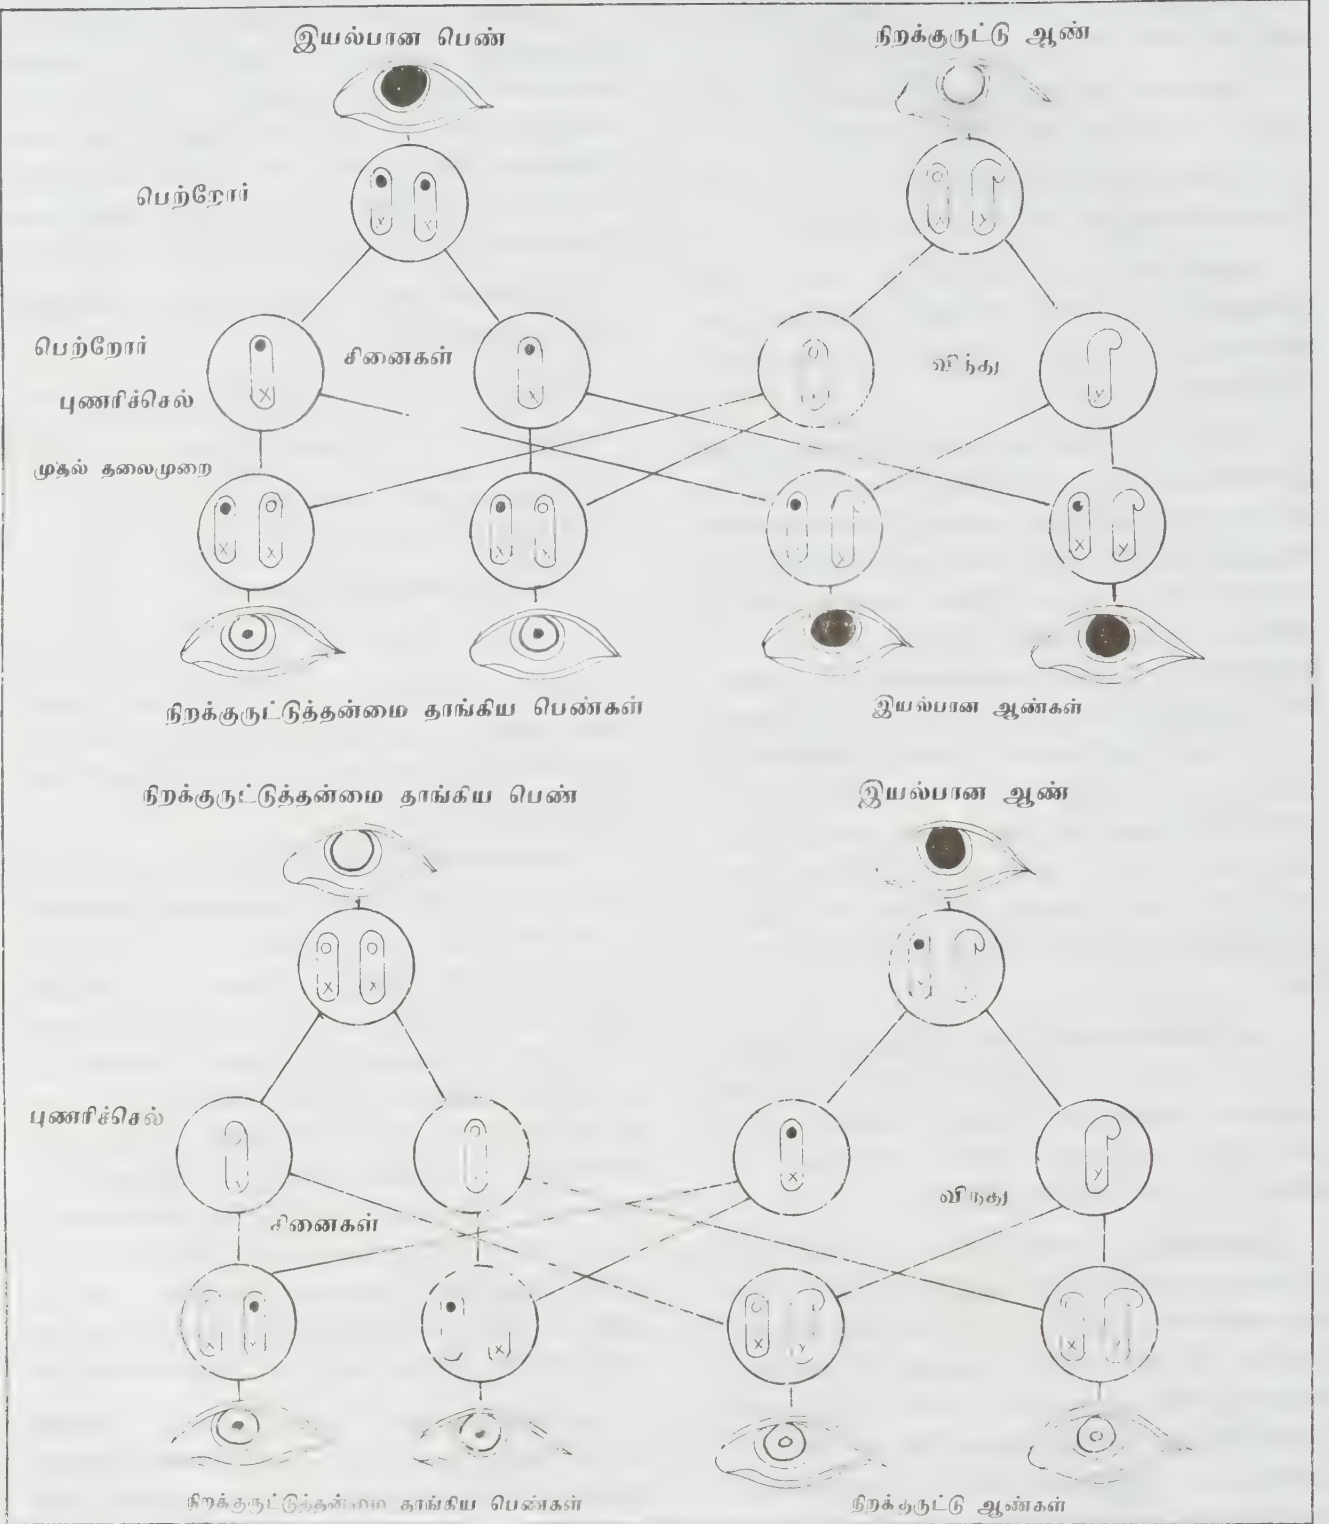 இயல்பான பெண்
நிறக்குருட்டு ஆண்
பெற்றோர்
X X
X Y
பெற்றோர்
புணரிச்செல்
சினைகள்
விந்து
X
X
Y
முதல் தலைமுறை
X X
X X
Y
X Y
நிறக்குருட்டுத்தன்மை தாங்கிய பெண்கள்
இயல்பான ஆண்கள்
நிறக்குருட்டுத்தன்மை தாங்கிய பெண்
இயல்பான ஆண்
X X
புணரிச்செல்
சினைகள்
விந்து
X
Y
X
X
X Y
X Y
நிறக்குருட்டுத்தன்மை தாங்கிய பெண்கள்
நிறக்குருட்டு ஆண்கள்